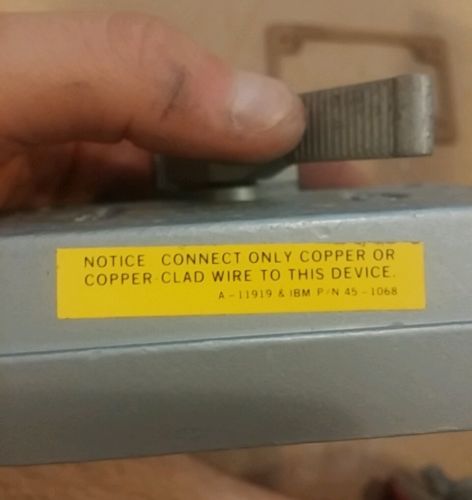 NOTICE CONNECT ONLY COPPER OR
COPPER-CLAD WIRE TO THIS DEVICE.
A-11919 & IBM P/N 45-1068